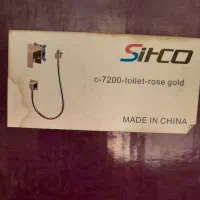 Sitco
c-7200-toilet-rose gold
MADE IN CHINA